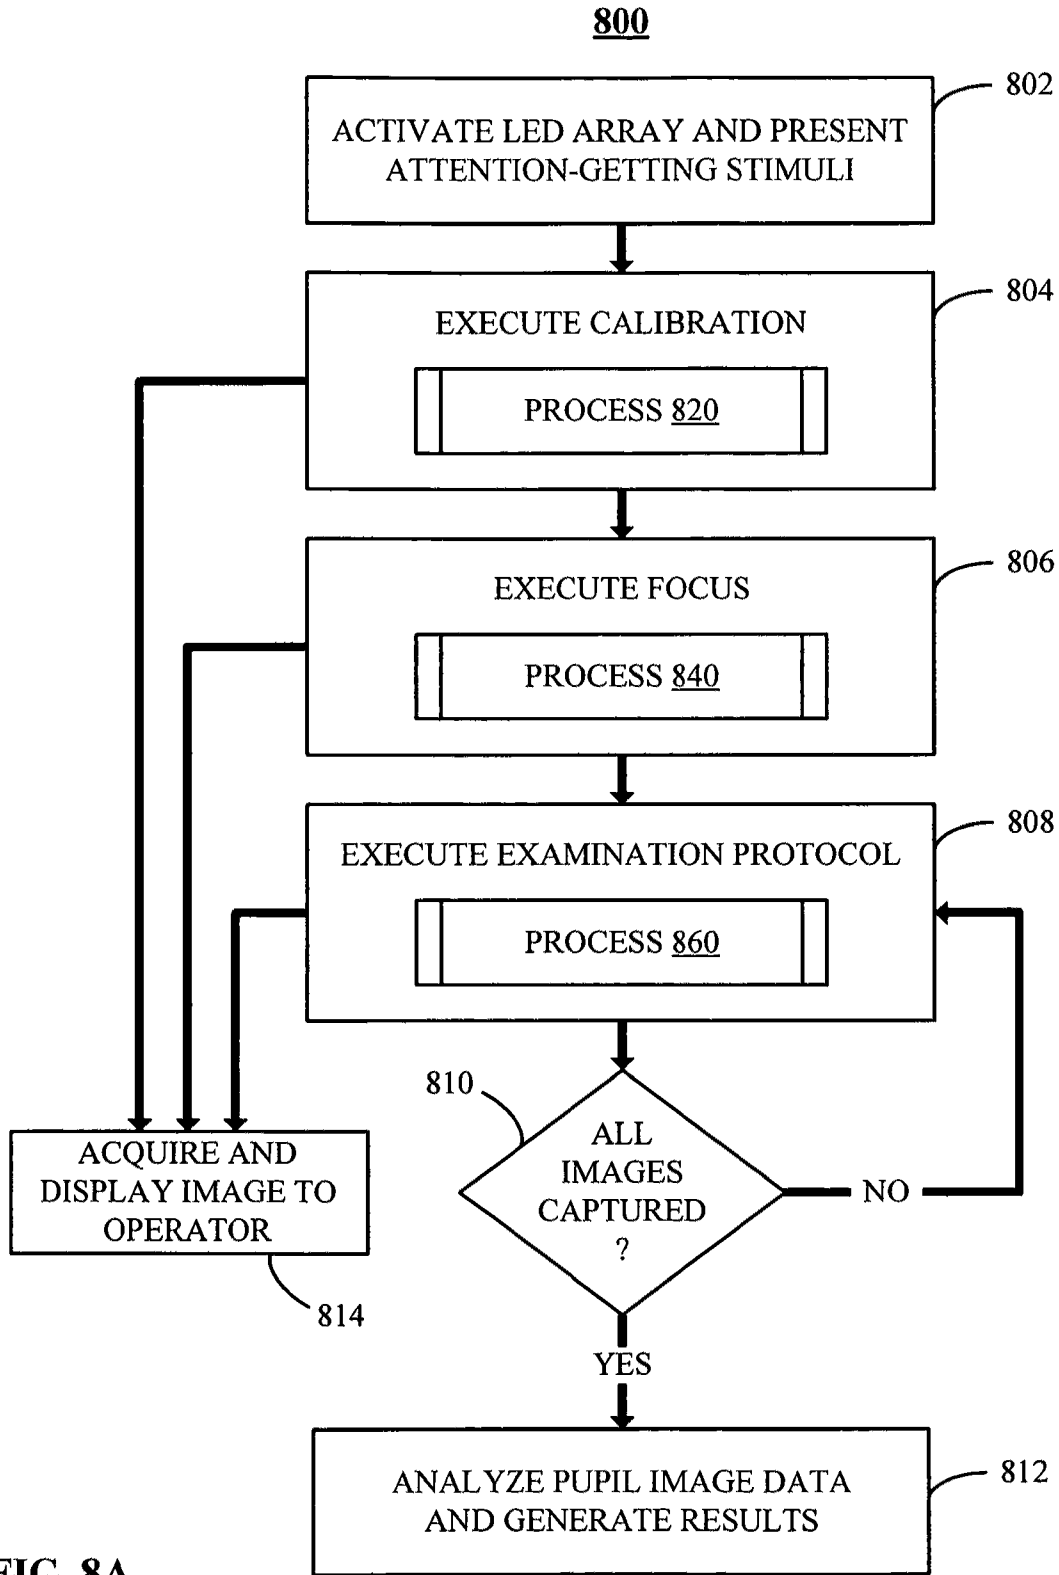 800
802
ACTIVATE LED ARRAY AND PRESENT
ATTENTION-GETTING STIMULI
804
EXECUTE CALIBRATION
PROCESS 820
806
EXECUTE FOCUS
PROCESS 840
808
EXECUTE EXAMINATION PROTOCOL
PROCESS 860
810
ALL
IMAGES
CAPTURED
?
NO
ACQUIRE AND
DISPLAY IMAGE TO
OPERATOR
814
YES
812
ANALYZE PUPIL IMAGE DATA
AND GENERATE RESULTS
FIG. 8A